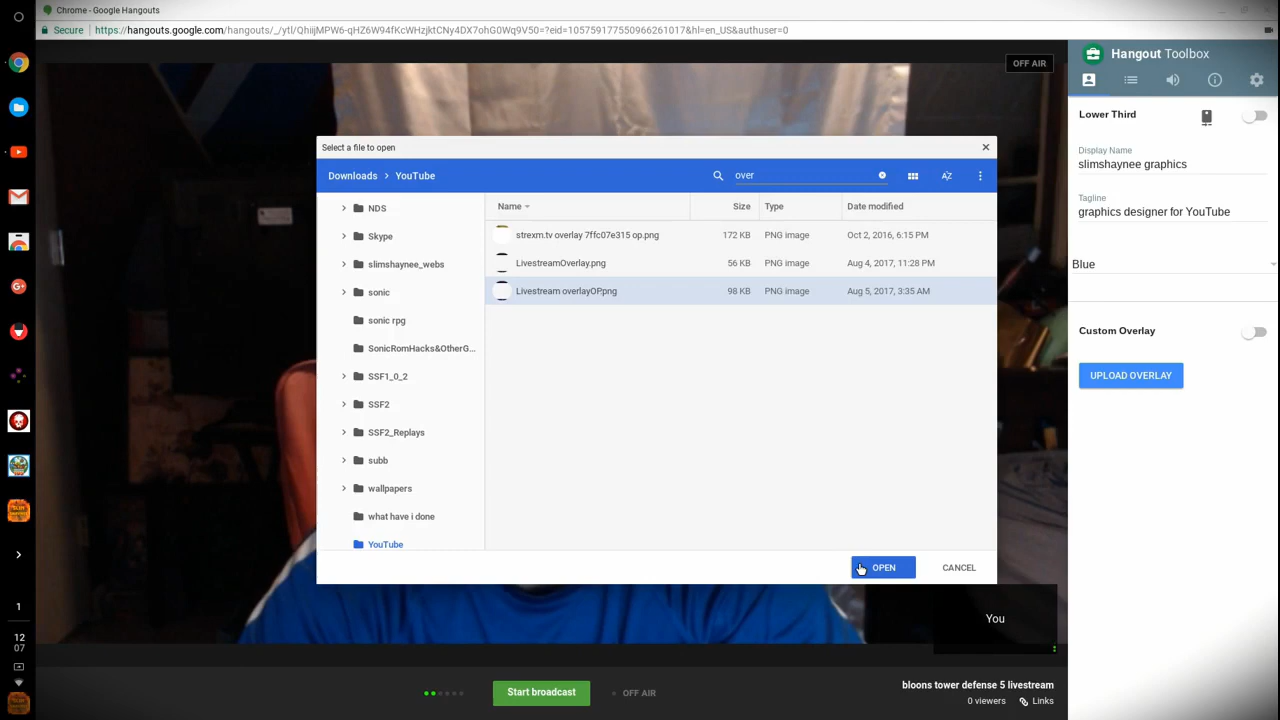 Chrome - Google Hangouts
Secure https://hangouts.google.com/hangouts/_/ytl/QhiijMPW6-qHZ6W94fKcWHzjktCNy4DX7ohG0Wq9V50=?eid=105759177550966261017&hl=en_US&authuser=0
OFF AIR
Hangout Toolbox
Lower Third
Display Name
slimshaynee graphics
Tagline
graphics designer for YouTube
Blue
Custom Overlay
UPLOAD OVERLAY
Select a file to open
Downloads > YouTube
over
AZ
NDS
Skype
slimshaynee_webs
sonic
sonic rpg
SonicRomHacks&OtherG...
SSF1_0_2
SSF2
SSF2_Replays
subb
wallpapers
what have i done
YouTube
Name Size Type Date modified
strexm.tv overlay 7ffc07e315 op.png 172 KB PNG image Oct 2, 2016, 6:15 PM
LivestreamOverlay.png 56 KB PNG image Aug 4, 2017, 11:28 PM
Livestream overlayOP.png 98 KB PNG image Aug 5, 2017, 3:35 AM
OPEN CANCEL
You
Start broadcast
OFF AIR
bloons tower defense 5 livestream
0 viewers Links
1
12
07